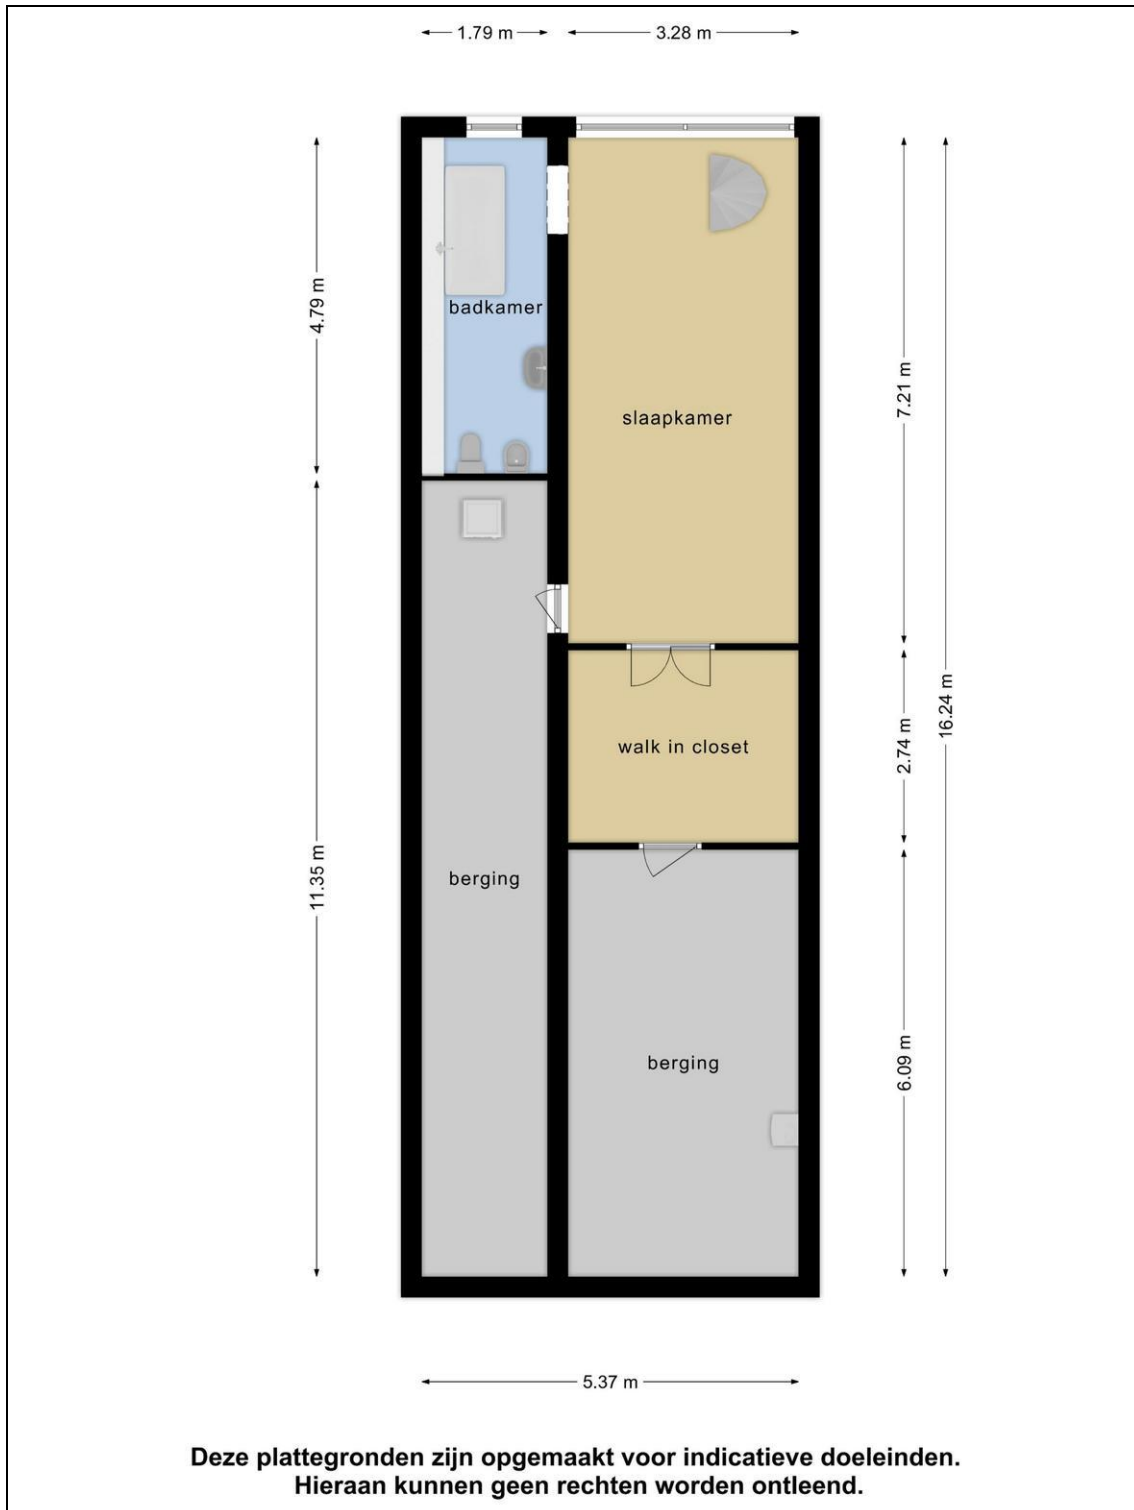 1.79 m
3.28 m
4.79 m
badkamer
slaapkamer
7.21 m
16.24 m
walk in closet
2.74 m
11.35 m
berging
berging
6.09 m
5.37 m
Deze plattegronden zijn opgemaakt voor indicatieve doeleinden.
Hieraan kunnen geen rechten worden ontleend.